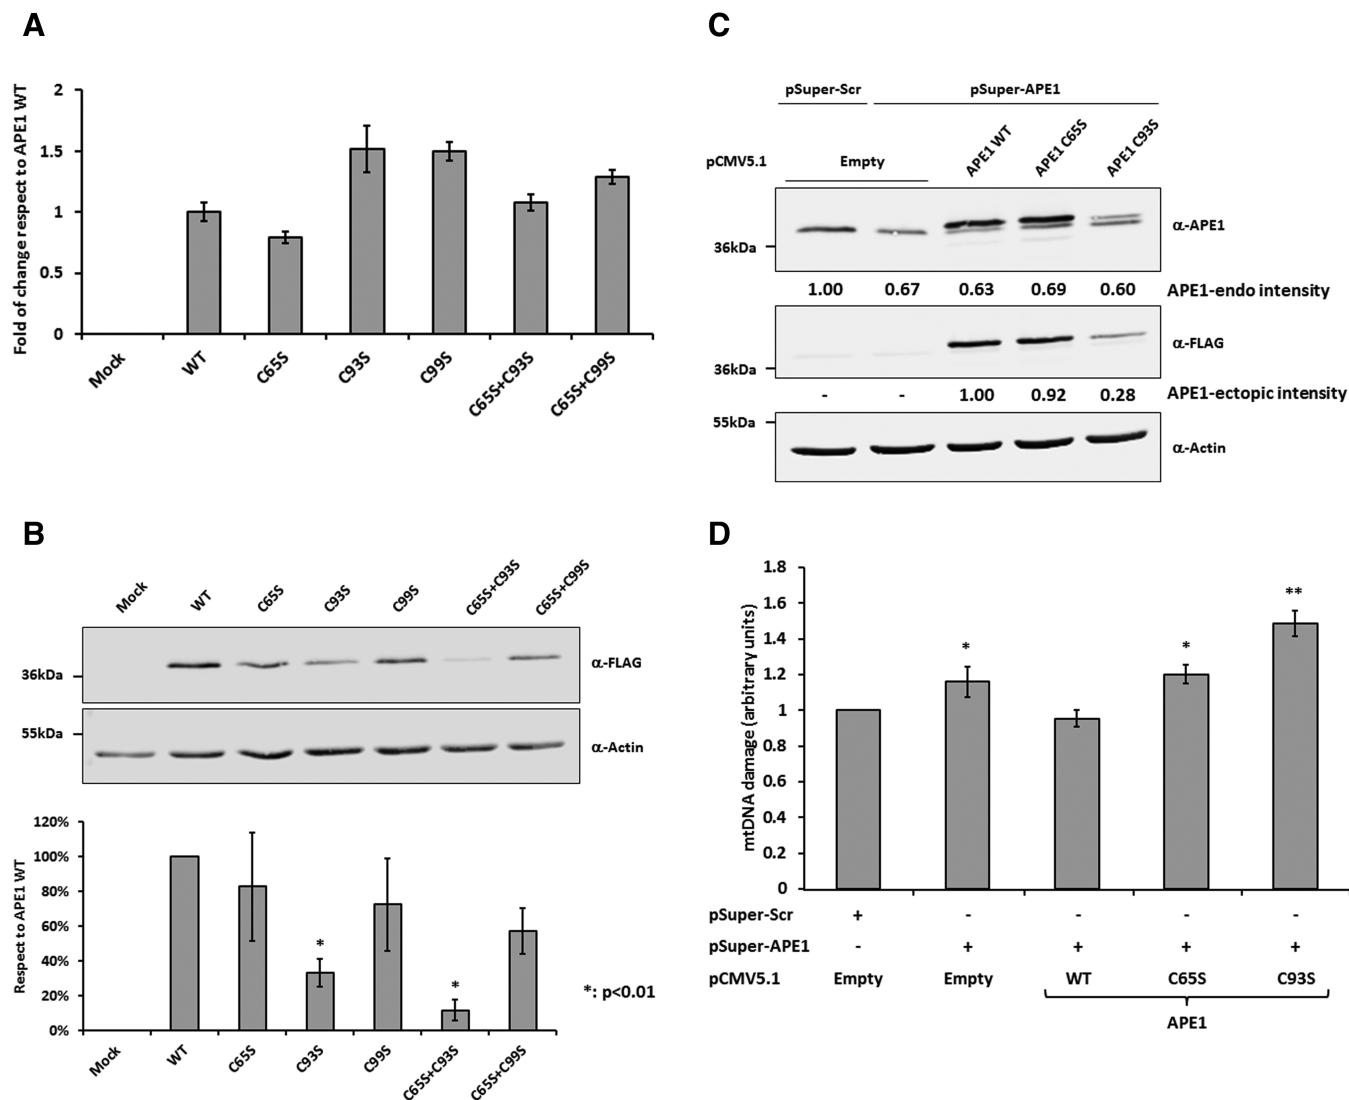 A
Fold of change respect to APE1 WT
2
1.5
1
0.5
0
Mock
WT
C65S
C93S
C99S
C65S+C93S
C65S+C99S
B
Mock
WT
C65S
C93S
C99S
C65S+C93S
C65S+C99S
36kDa
α-FLAG
55kDa
α-Actin
Respect to APE1 WT
120%
100%
80%
60%
40%
20%
0%
*
*
*: p<0.01
Mock
WT
C65S
C93S
C99S
C65S+C93S
C65S+C99S
C
pSuper-Scr
pSuper-APE1
pCMV5.1
Empty
APE1 WT
APE1 C65S
APE1 C93S
36kDa
α-APE1
1.00 0.67 0.63 0.69 0.60 APE1-endo intensity
α-FLAG
36kDa
- - 1.00 0.92 0.28 APE1-ectopic intensity
55kDa
α-Actin
D
mtDNA damage (arbitrary units)
1.8
1.6
1.4
1.2
1
0.8
0.6
0.4
0.2
0
*
*
**
pSuper-Scr + - - - -
pSuper-APE1 - + + + +
pCMV5.1 Empty Empty WT C65S C93S
APE1